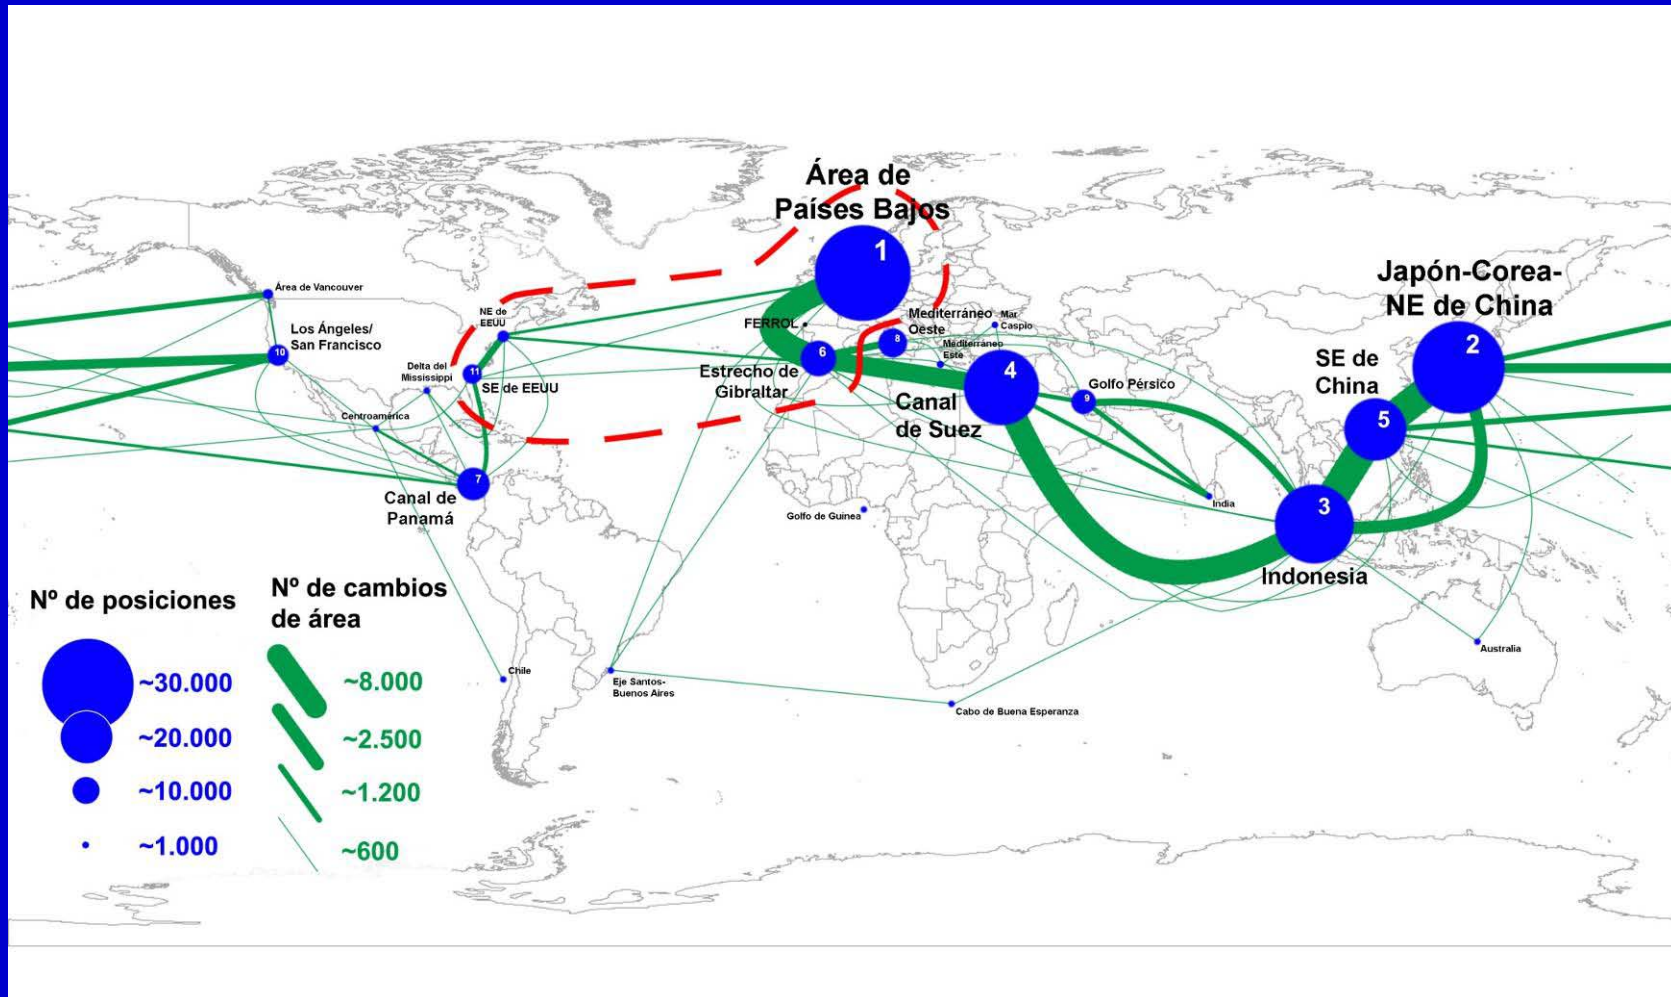 Área de
Países Bajos
1
Japón-Corea-
NE de China
2
Área de Vancouver
NE de
EEUU
FERROL
Mediterráneo
Oeste
8
Mar
Caspio
Mediterráneo
Este
Los Ángeles/
San Francisco
10
6
Estrecho de
Gibraltar
4
Canal
de Suez
Golfo Pérsico
9
SE de
China
5
Delta del
Mississippi
11
SE de EEUU
Centroamérica
7
Canal de
Panamá
Golfo de Guinea
India
3
Indonesia
Nº de posiciones
~30.000
~20.000
~10.000
~1.000
Nº de cambios
de área
~8.000
~2.500
~1.200
~600
Chile
Eje Santos-
Buenos Aires
Cabo de Buena Esperanza
Australia